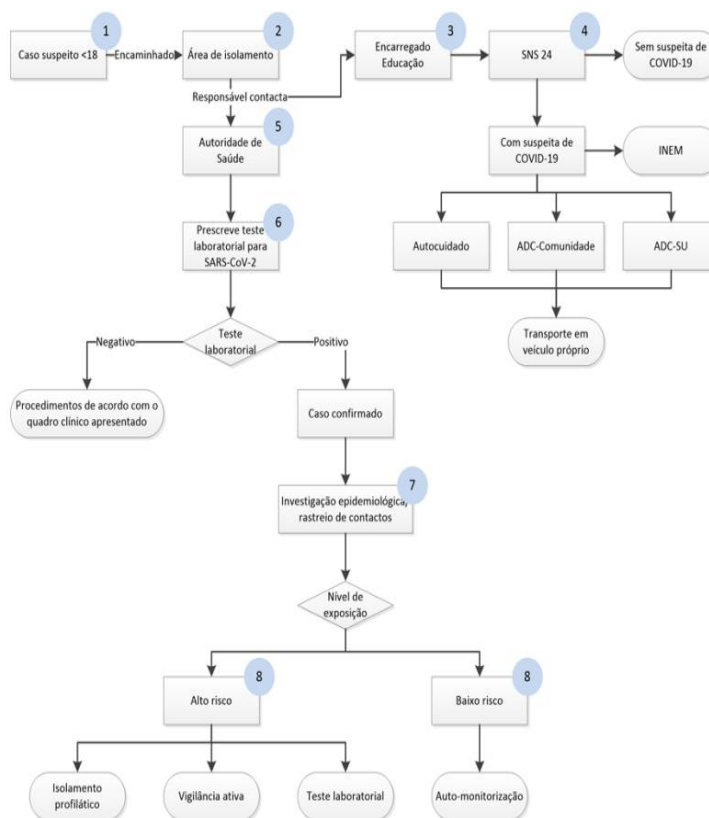 1
2
3
4
Caso suspeito <18
Encaminhado
Área de isolamento
Encarregado
Educação
SNS 24
Sem suspeita de
COVID-19
Responsável contacta
5
Autoridade de
Saúde
Com suspeita de
COVID-19
INEM
6
Prescreve teste
laboratorial para
SARS-CoV-2
Autocuidado
ADC-Comunidade
ADC-SU
Negativo
Teste
laboratorial
Positivo
Transporte em
veículo próprio
Procedimentos de acordo com o
quadro clínico apresentado
Caso confirmado
7
Investigação epidemiológica,
rastreio de contactos
Nível de
exposição
8
8
Alto risco
Baixo risco
Isolamento
profilático
Vigilância ativa
Teste laboratorial
Auto-monitorização